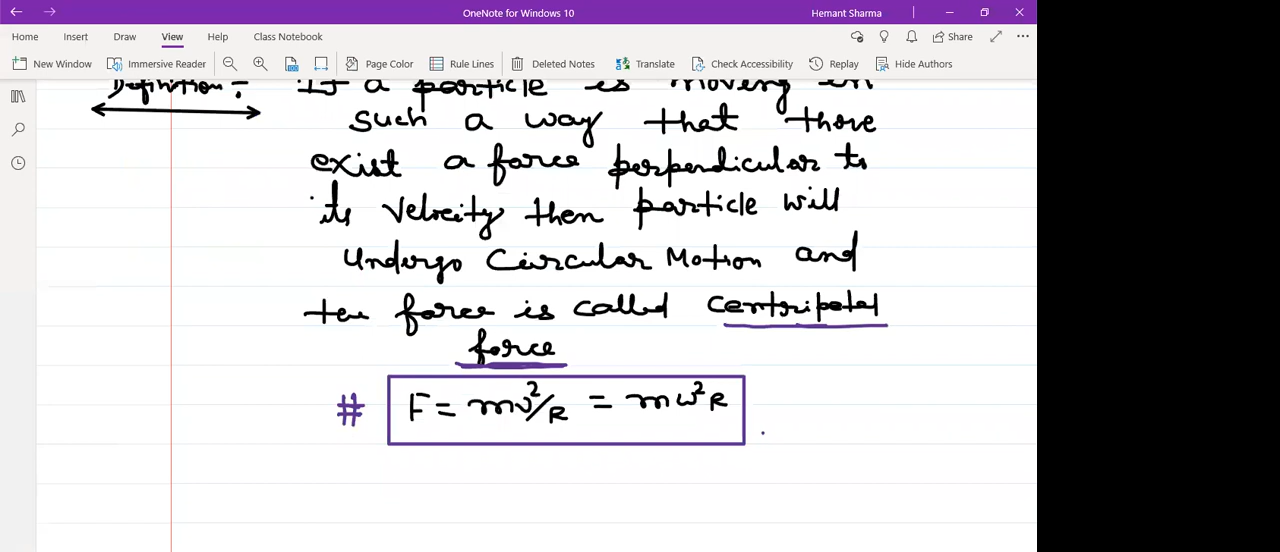 OneNote for Windows 10
Hemant Sharma
Home Insert Draw View Help Class Notebook
Share
New Window Immersive Reader Page Color Rule Lines Deleted Notes Translate Check Accessibility Replay Hide Authors
Definition:- If a particle is moving in
such a way that there
exist a force perpendicular to
its velocity then particle will
undergo Circular Motion and
the force is called centripetal
force
# F = mv²/R = mω²R